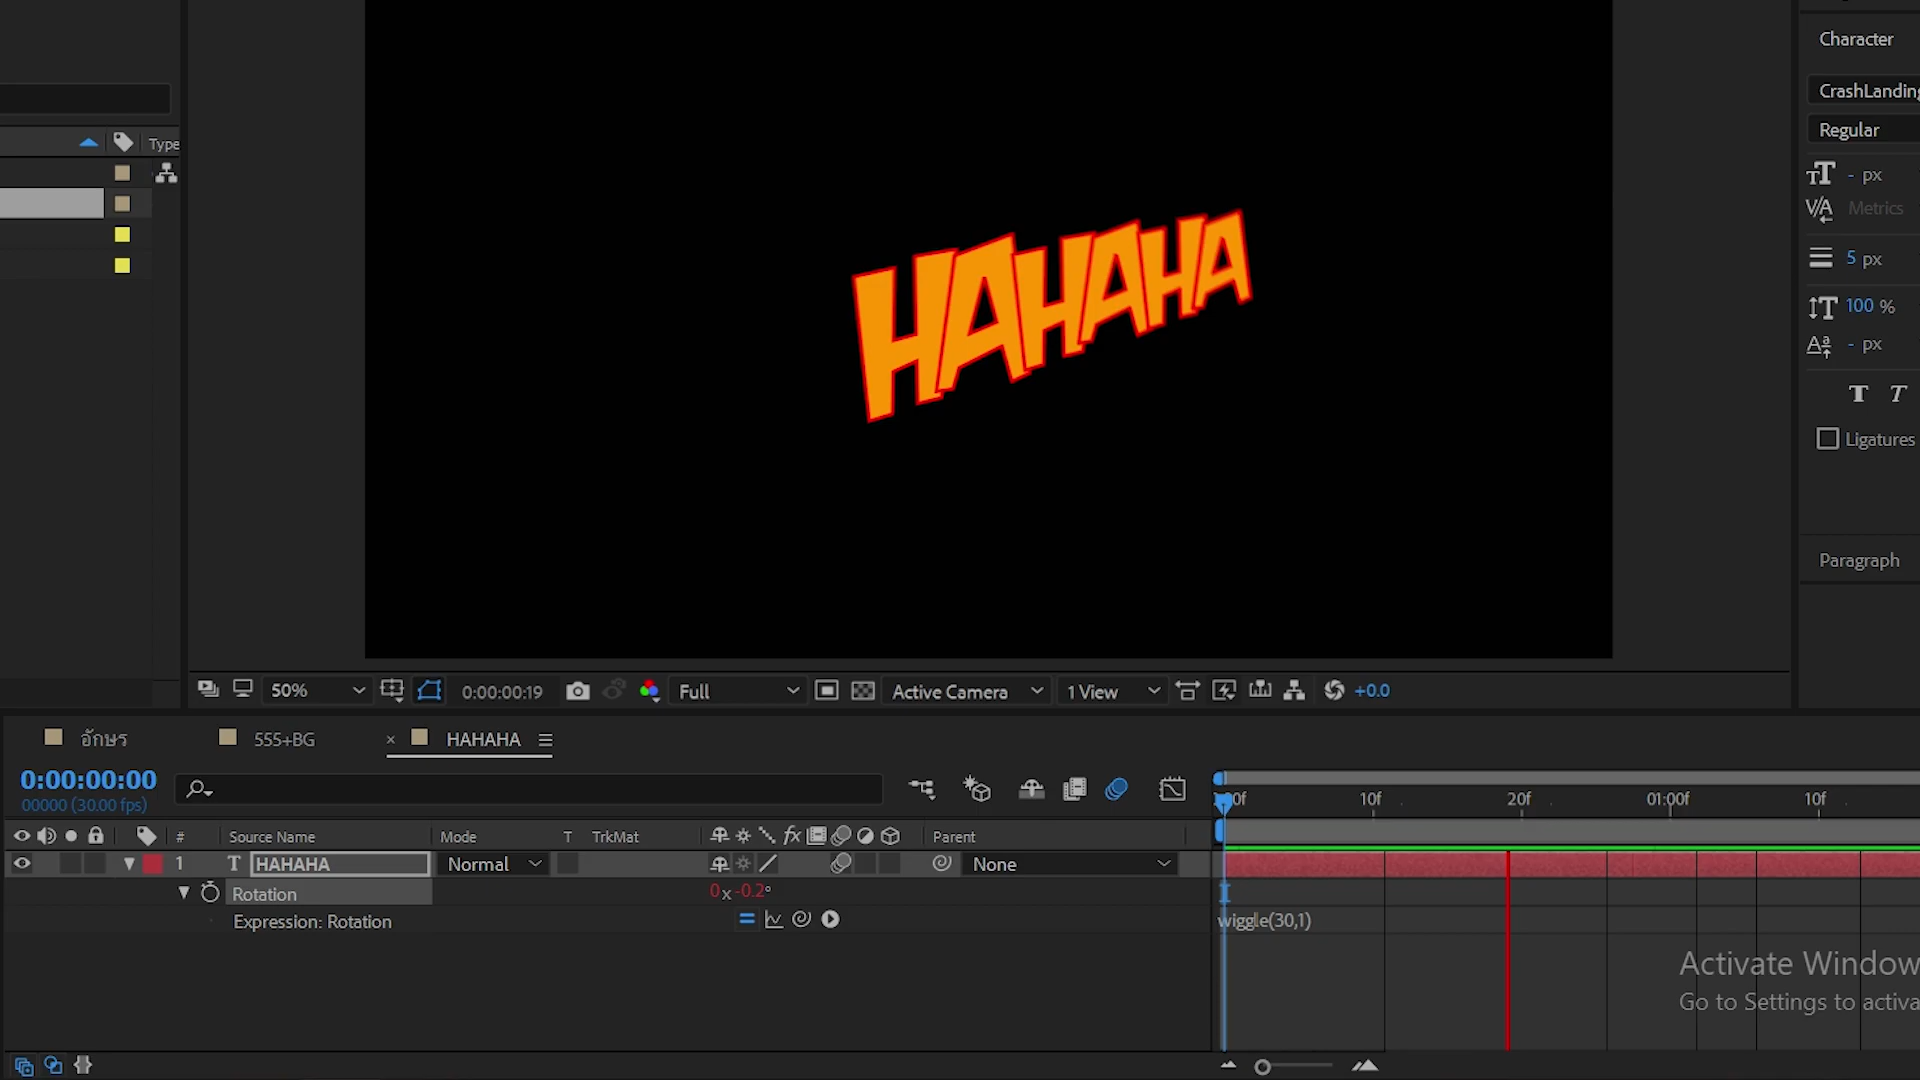 Character
CrashLanding
Regular
Type
- px
Metrics
5 px
100 %
- px
T T
Ligatures
HAHAHA
Paragraph
50%
0:00:00:19
Full
Active Camera
1 View
+0.0
อักษร
555+BG
× HAHAHA
0:00:00:00
00000 (30.00 fps)
10f
20f
01:00f
10f
# Source Name Mode T TrkMat Parent
1 T HAHAHA Normal None
Rotation 0x-0.2°
Expression: Rotation wiggle(30,1)
Activate Window
Go to Settings to activa